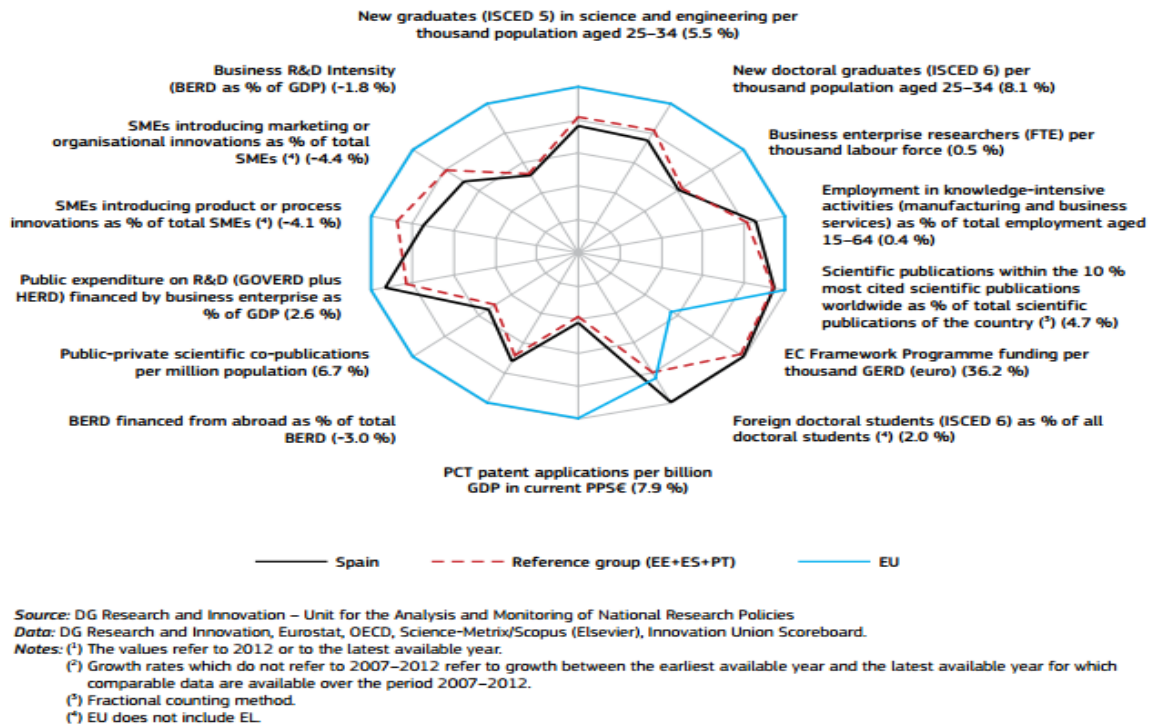 New graduates (ISCED 5) in science and engineering per
thousand population aged 25–34 (5.5 %)
Business R&D Intensity
(BERD as % of GDP) (-1.8 %)
New doctoral graduates (ISCED 6) per
thousand population aged 25–34 (8.1 %)
SMEs introducing marketing or
organisational innovations as % of total
SMEs (⁴) (-4.4 %)
Business enterprise researchers (FTE) per
thousand labour force (0.5 %)
SMEs introducing product or process
innovations as % of total SMEs (⁴) (-4.1 %)
Employment in knowledge-intensive
activities (manufacturing and business
services) as % of total employment aged
15–64 (0.4 %)
Public expenditure on R&D (GOVERD plus
HERD) financed by business enterprise as
% of GDP (2.6 %)
Scientific publications within the 10 %
most cited scientific publications
worldwide as % of total scientific
publications of the country (³) (4.7 %)
Public-private scientific co-publications
per million population (6.7 %)
EC Framework Programme funding per
thousand GERD (euro) (36.2 %)
BERD financed from abroad as % of total
BERD (-3.0 %)
Foreign doctoral students (ISCED 6) as % of all
doctoral students (⁴) (2.0 %)
PCT patent applications per billion
GDP in current PPS€ (7.9 %)
Spain
Reference group (EE+ES+PT)
EU
Source: DG Research and Innovation – Unit for the Analysis and Monitoring of National Research Policies
Data: DG Research and Innovation, Eurostat, OECD, Science-Metrix/Scopus (Elsevier), Innovation Union Scoreboard.
Notes: (¹) The values refer to 2012 or to the latest available year.
(²) Growth rates which do not refer to 2007–2012 refer to growth between the earliest available year and the latest available year for which
comparable data are available over the period 2007–2012.
(³) Fractional counting method.
(⁴) EU does not include EL.